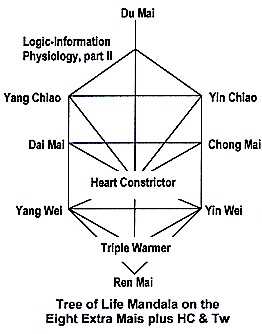 Du Mai
Logic-Information
Physiology, part II
Yang Chiao
Yin Chiao
Dai Mai
Chong Mai
Heart Constrictor
Yang Wei
Yin Wei
Triple Warmer
Ren Mai
Tree of Life Mandala on the
Eight Extra Mais plus HC & Tw